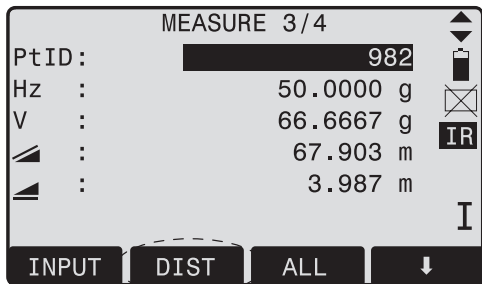 MEASURE 3/4
PtID: 982
Hz : 50.0000 g
V : 66.6667 g
: 67.903 m
: 3.987 m
IR
I
INPUT DIST ALL